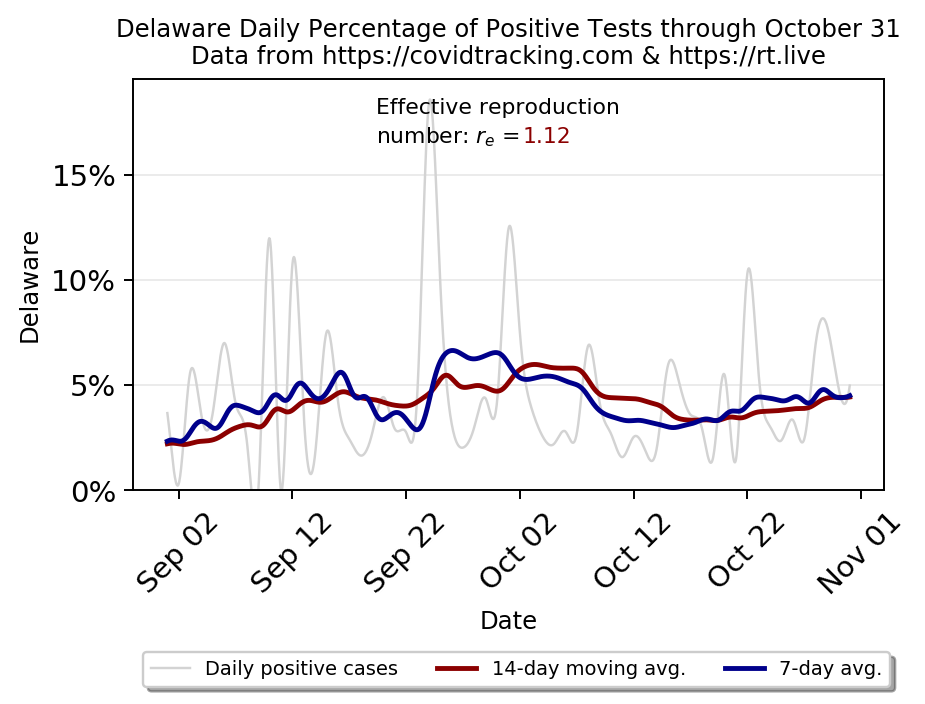 Delaware Daily Percentage of Positive Tests through October 31
Data from https://covidtracking.com & https://rt.live
Effective reproduction
number: rₑ =1.12
15%
10%
5%
0%
Delaware
Sep 02
Sep 12
Sep 22
Oct 02
Oct 12
Oct 22
Nov 01
Date
Daily positive cases
14-day moving avg.
7-day avg.